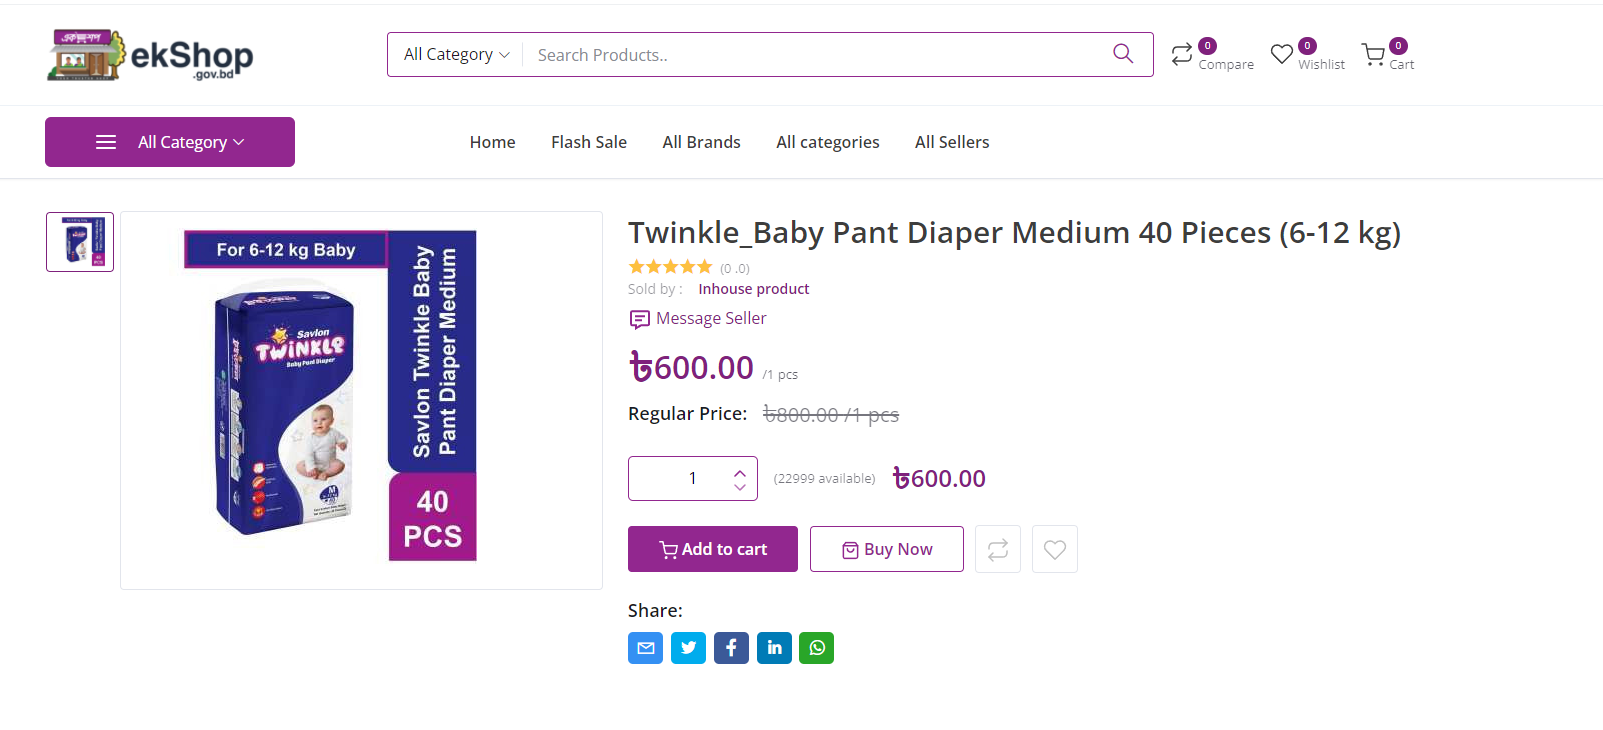 একশপ
ekShop
.gov.bd
All Category
Search Products..
0
Compare
0
Wishlist
0
Cart
All Category
Home
Flash Sale
All Brands
All categories
All Sellers
For 6-12 kg Baby
Savlon Twinkle Baby
Pant Diaper Medium
Savlon
TWINKLE
Baby Pant Diaper
M
40
PCS
Twinkle_Baby Pant Diaper Medium 40 Pieces (6-12 kg)
(0 .0)
Sold by :
Inhouse product
Message Seller
৳600.00 /1 pcs
Regular Price: ৳800.00 /1 pcs
1
(22999 available)
৳600.00
Add to cart
Buy Now
Share: